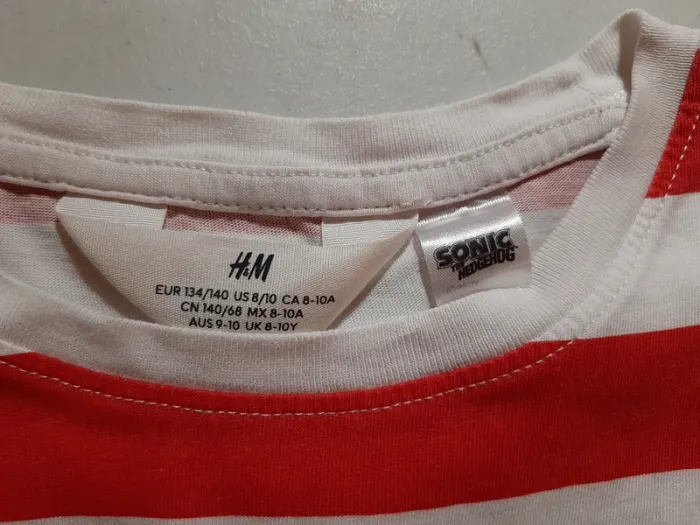 H&M
EUR 134/140 US 8/10 CA 8-10A
CN 140/68 MX 8-10A
AUS 9-10 UK 8-10Y
SONIC
THE HEDGEHOG